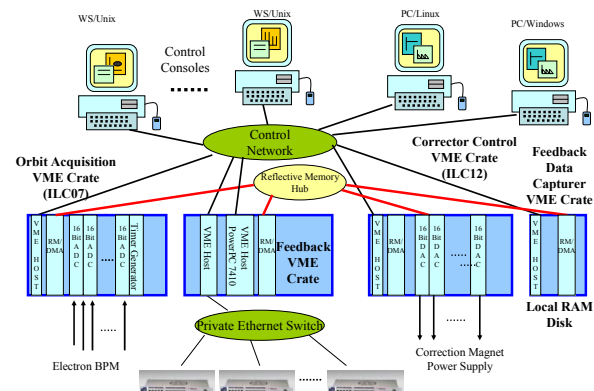 WS/Unix
WS/Unix
PC/Linux
PC/Windows
Control
Consoles
Control
Network
Orbit Acquisition
VME Crate
(ILC07)
Reflective Memory
Hub
Corrector Control
VME Crate
(ILC12)
Feedback
Data
Capturer
VME Crate
VME HOST
RM/
DMA
16 Bit ADC
16 Bit ADC
....
16 Bit ADC
Timer Generator
VME Host
VME Host
PowerPC 7410
RM/
DMA
Feedback
VME
Crate
VME HOST
RM/
DMA
16 Bit DAC
16 Bit DAC
......
......
16 Bit DAC
VME HOST
RM/
DMA
Local RAM
Disk
.....
Electron BPM
Private Ethernet Switch
......
Correction Magnet
Power Supply
.......